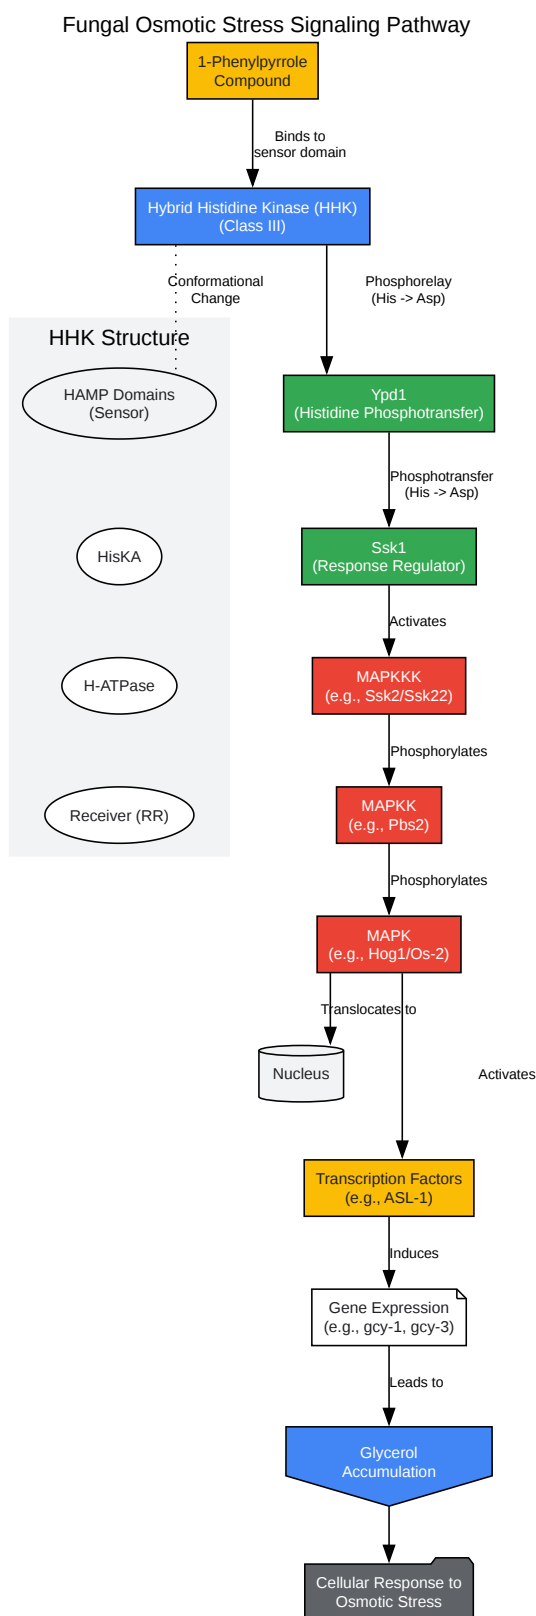 Fungal Osmotic Stress Signaling Pathway
1-Phenylpyrrole
Compound
Binds to
sensor domain
Hybrid Histidine Kinase (HHK)
(Class III)
Conformational
Change
Phosphorelay
(His -> Asp)
HHK Structure
HAMP Domains
(Sensor)
Ypd1
(Histidine Phosphotransfer)
Phosphotransfer
(His -> Asp)
HisKA
Ssk1
(Response Regulator)
Activates
H-ATPase
MAPKKK
(e.g., Ssk2/Ssk22)
Phosphorylates
Receiver (RR)
MAPKK
(e.g., Pbs2)
Phosphorylates
MAPK
(e.g., Hog1/Os-2)
Translocates to
Nucleus
Activates
Transcription Factors
(e.g., ASL-1)
Induces
Gene Expression
(e.g., gcy-1, gcy-3)
Leads to
Glycerol
Accumulation
Cellular Response to
Osmotic Stress